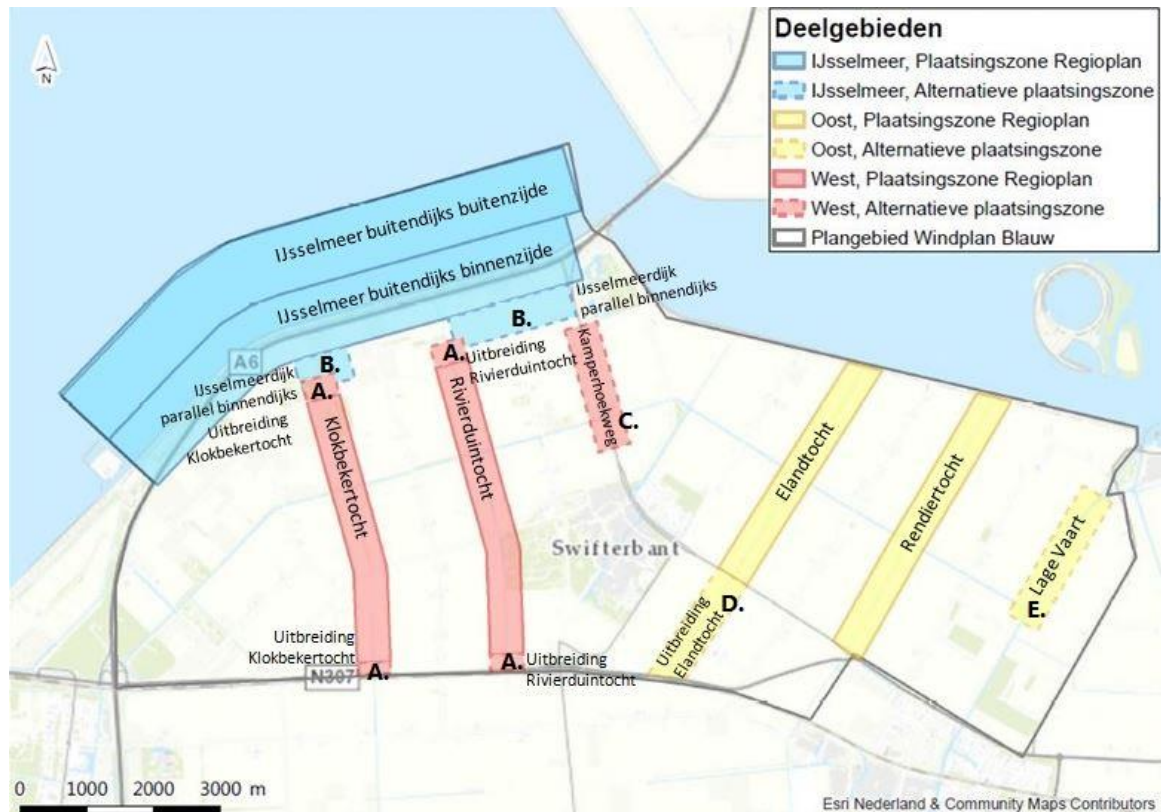 Deelgebieden
IJsselmeer, Plaatsingszone Regioplan
IJsselmeer, Alternatieve plaatsingszone
Oost, Plaatsingszone Regioplan
Oost, Alternatieve plaatsingszone
West, Plaatsingszone Regioplan
West, Alternatieve plaatsingszone
Plangebied Windplan Blauw
N
IJsselmeer buitendijks buitenzijde
IJsselmeer buitendijks binnenzijde
IJsselmeerdijk
parallel binnendijks
B.
A6
B.
A.
Uitbreiding
Rivierduintocht
Kamperhoekweg
C.
IJsselmeerdijk
parallel binnendijks
A.
Uitbreiding
Klokbekertocht
Klokbekertocht
Rivierduintocht
Elandtocht
Rendiertocht
Lage Vaart
E.
Swifterbant
D.
Uitbreiding
Elandtocht
Uitbreiding
Klokbekertocht
A.
A.
Uitbreiding
Rivierduintocht
N307
0 1000 2000 3000 m
Esri Nederland & Community Maps Contributors